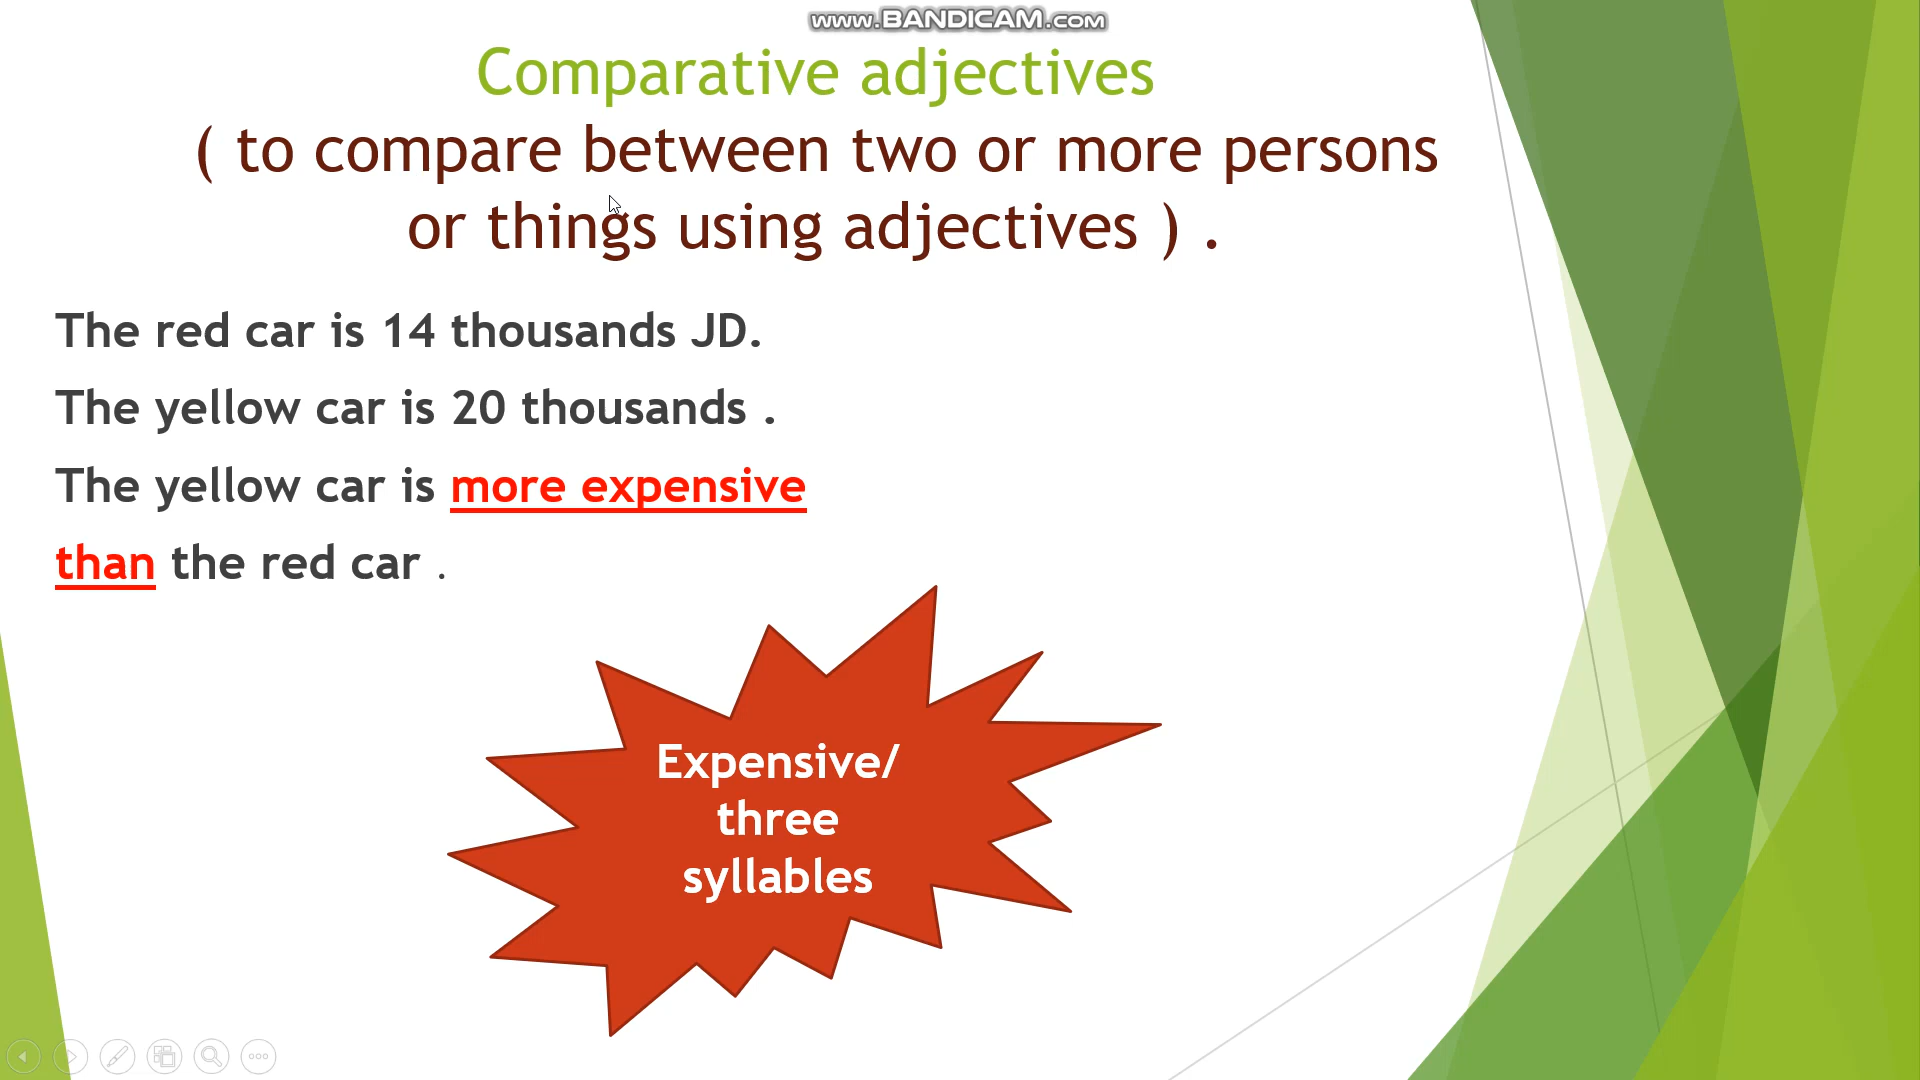 www.BANDICAM.com
Comparative adjectives
( to compare between two or more persons
or things using adjectives ) .
The red car is 14 thousands JD.
The yellow car is 20 thousands .
The yellow car is more expensive
than the red car .
Expensive/
three
syllables